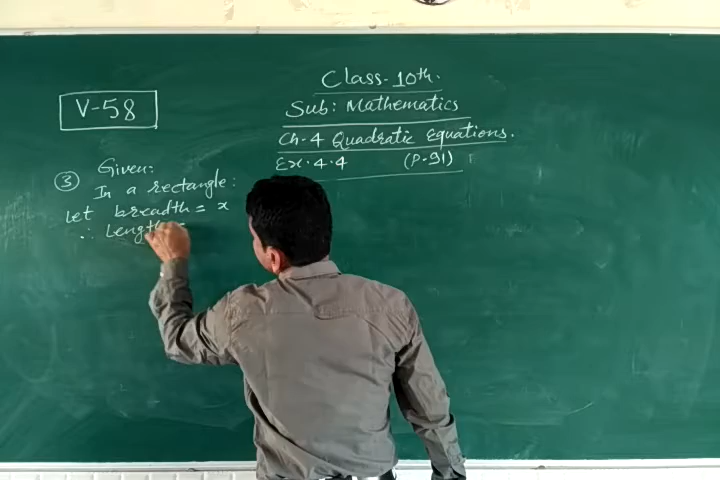 Class-10th.
V-58
Sub: Mathematics
Ch-4 Quadratic Equations.
Ex.4.4 (P-91)
③ Given:
In a rectangle:
Let breadth = x
∴ Length =